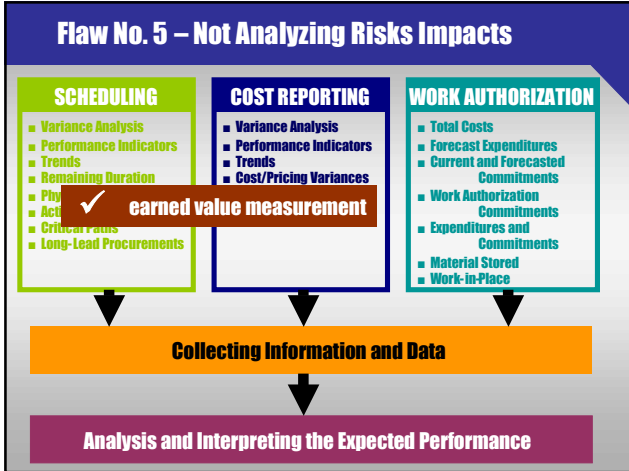 Flaw No. 5 – Not Analyzing Risks Impacts
SCHEDULING
■ Variance Analysis
■ Performance Indicators
■ Trends
■ Remaining Duration
■ Critical Paths
■ Long-Lead Procurements
COST REPORTING
■ Variance Analysis
■ Performance Indicators
■ Trends
■ Cost/Pricing Variances
✓ earned value measurement
WORK AUTHORIZATION
■ Total Costs
■ Forecast Expenditures
■ Current and Forecasted
Commitments
■ Work Authorization
Commitments
■ Expenditures and
Commitments
■ Material Stored
■ Work-in-Place
Collecting Information and Data
Analysis and Interpreting the Expected Performance